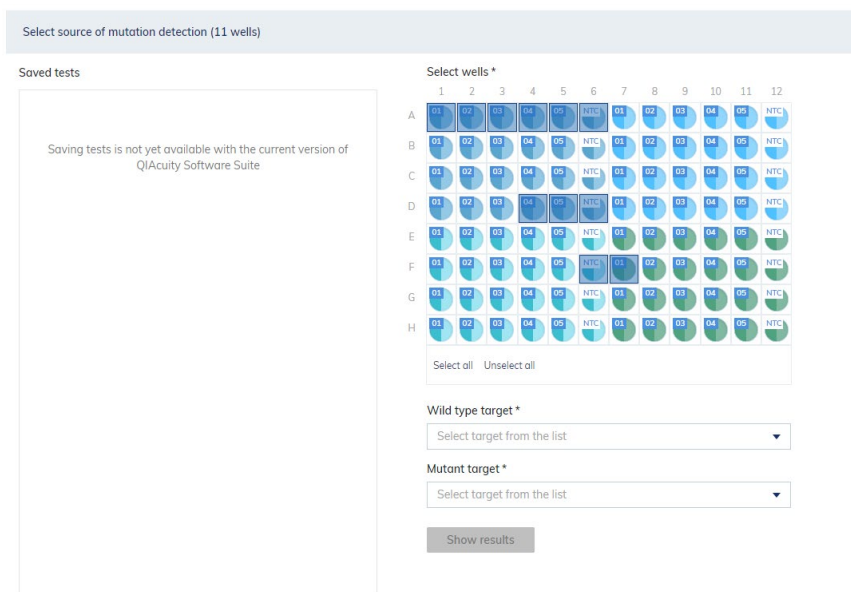 Select source of mutation detection (11 wells)
Saved tests
Saving tests is not yet available with the current version of
QIAcuity Software Suite
Select wells *
1 2 3 4 5 6 7 8 9 10 11 12
A 01 02 03 04 05 NTC 01 02 03 04 05 NTC
B 01 02 03 04 05 NTC 01 02 03 04 05 NTC
C 01 02 03 04 05 NTC 01 02 03 04 05 NTC
D 01 02 03 04 05 NTC 01 02 03 04 05 NTC
E 01 02 03 04 05 NTC 01 02 03 04 05 NTC
F 01 02 03 04 05 NTC 01 02 03 04 05 NTC
G 01 02 03 04 05 NTC 01 02 03 04 05 NTC
H 01 02 03 04 05 NTC 01 02 03 04 05 NTC
Select all Unselect all
Wild type target *
Select target from the list
Mutant target *
Select target from the list
Show results